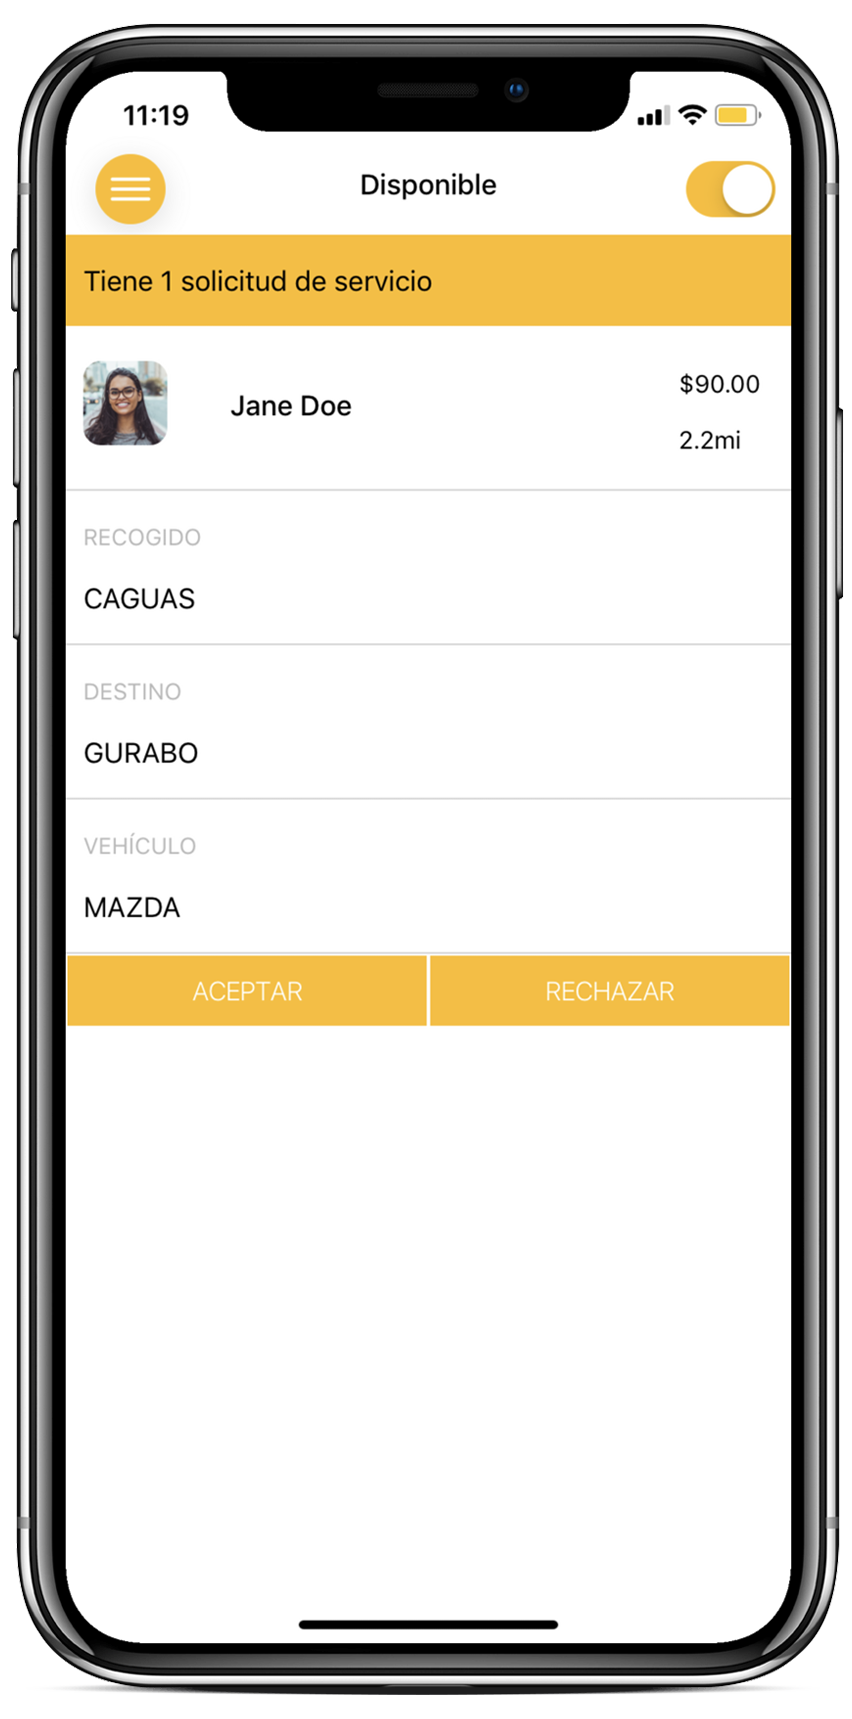 11:19
Disponible
Tiene 1 solicitud de servicio
Jane Doe
$90.00
2.2mi
RECOGIDO
CAGUAS
DESTINO
GURABO
VEHÍCULO
MAZDA
ACEPTAR
RECHAZAR